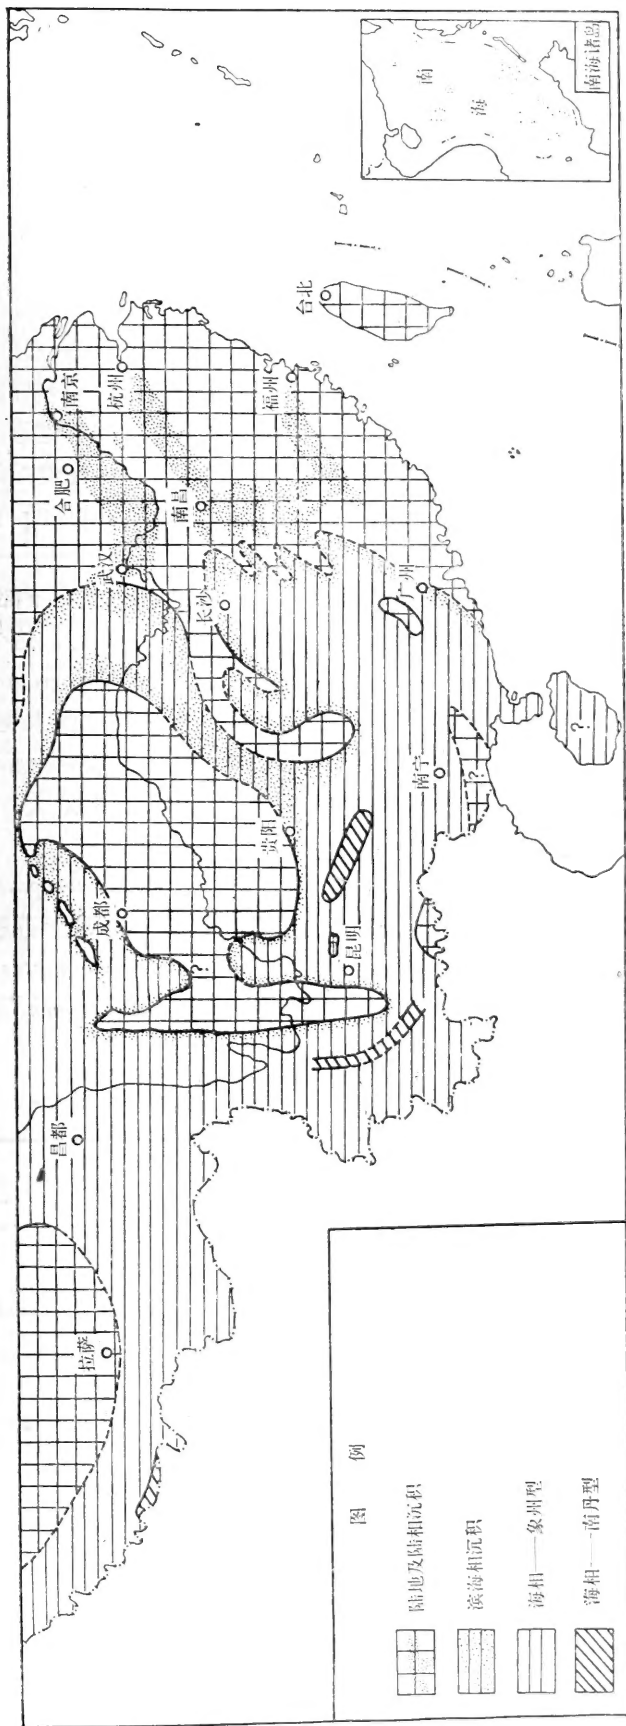 拉萨
昌都
成都
昆明
贵阳
武汉
长沙
合肥
南昌
南京
杭州
福州
台北
广州
南宁
?
?
?
南
海
南海诸岛
图例
陆地及陆相沉积
滨海相沉积
海相——象州型
海相——南丹型